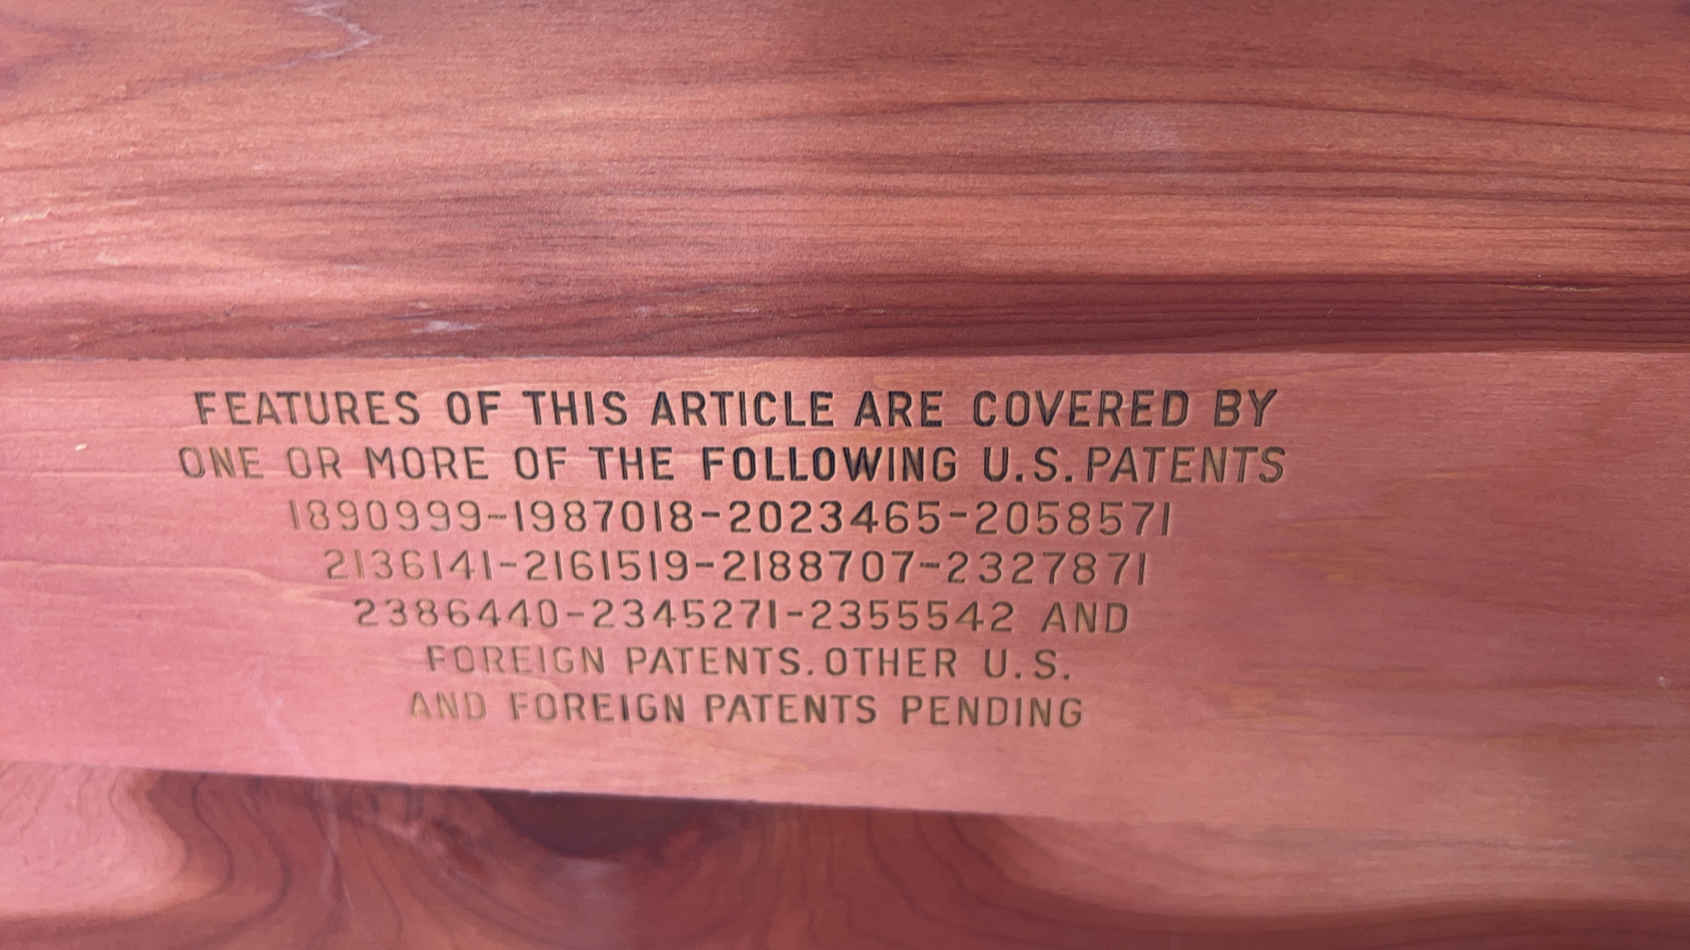 FEATURES OF THIS ARTICLE ARE COVERED BY
ONE OR MORE OF THE FOLLOWING U.S. PATENTS
1890999-1987018-2023465-2058571
2136141-2161519-2188707-2327871
2386440-2345271-2355542 AND
FOREIGN PATENTS. OTHER U.S.
AND FOREIGN PATENTS PENDING